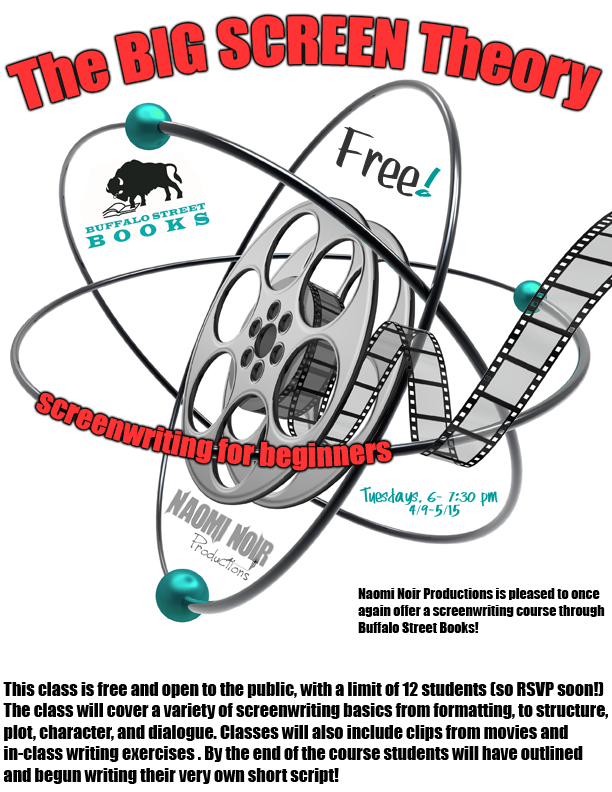 The BIG SCREEN Theory
Free!
BUFFALO STREET
BOOKS
screenwriting for beginners
Tuesdays, 6- 7:30 pm
4/9-5/15
NAOMI NOIR
Productions
Naomi Noir Productions is pleased to once
again offer a screenwriting course through
Buffalo Street Books!
This class is free and open to the public, with a limit of 12 students (so RSVP soon!)
The class will cover a variety of screenwriting basics from formatting, to structure,
plot, character, and dialogue. Classes will also include clips from movies and
in-class writing exercises . By the end of the course students will have outlined
and begun writing their very own short script!